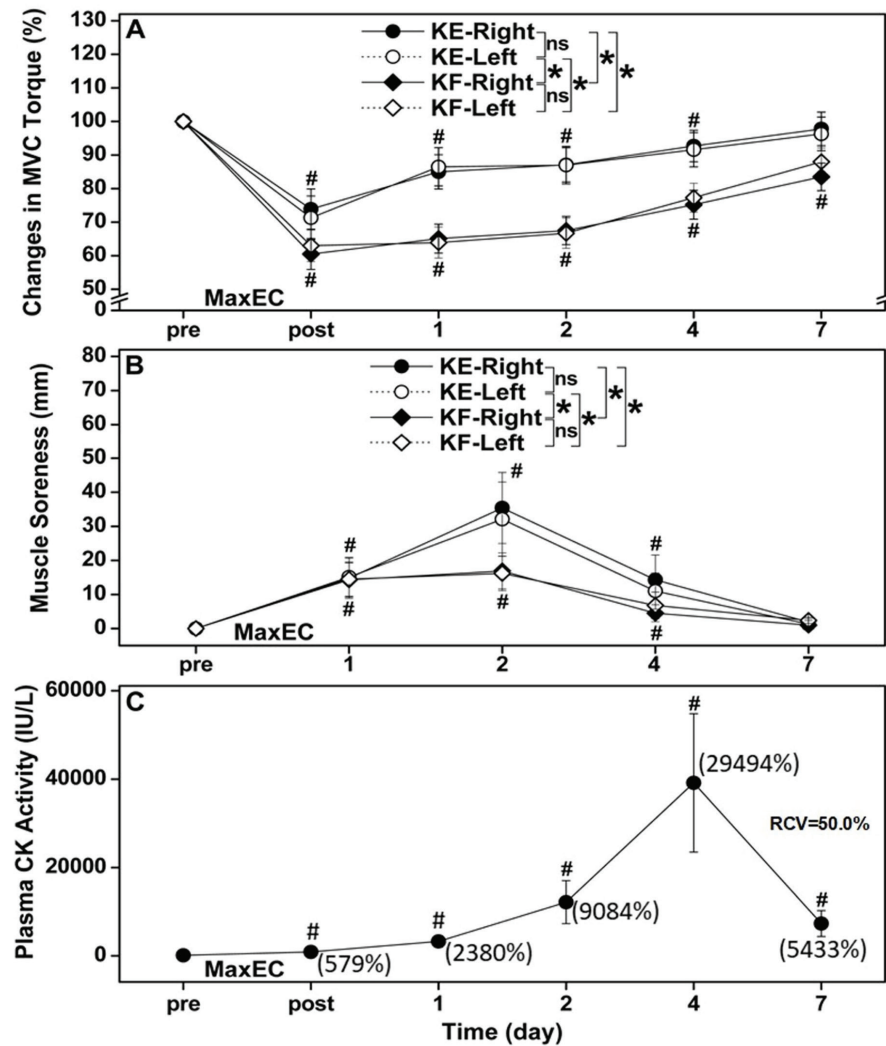 A
Changes in MVC Torque (%)
130
120
110
100
90
80
70
60
50
0
KE-Right
KE-Left
KF-Right
KF-Left
ns
*
ns
*
*
*
#
#
#
#
#
#
#
#
#
MaxEC
pre post 1 2 4 7
B
Muscle Soreness (mm)
80
70
60
50
40
30
20
10
0
KE-Right
KE-Left
KF-Right
KF-Left
ns
*
ns
*
*
*
#
#
#
#
#
#
MaxEC
pre 1 2 4 7
C
Plasma CK Activity (IU/L)
60000
40000
20000
0
#
(29494%)
RCV=50.0%
#
(9084%)
#
(5433%)
#
(2380%)
#
(579%)
MaxEC
pre post 1 2 4 7
Time (day)